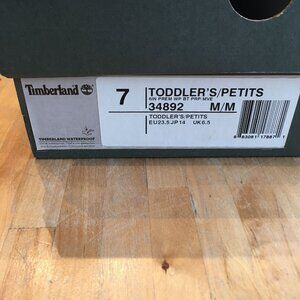 Timberland
TIMBERLAND WATERPROOF
7
TODDLER'S/PETITS
6IN PREM WP BT PRP MVE
34892 M/M
TODDLER'S/PETITS
EU23.5 JP14 UK6.5